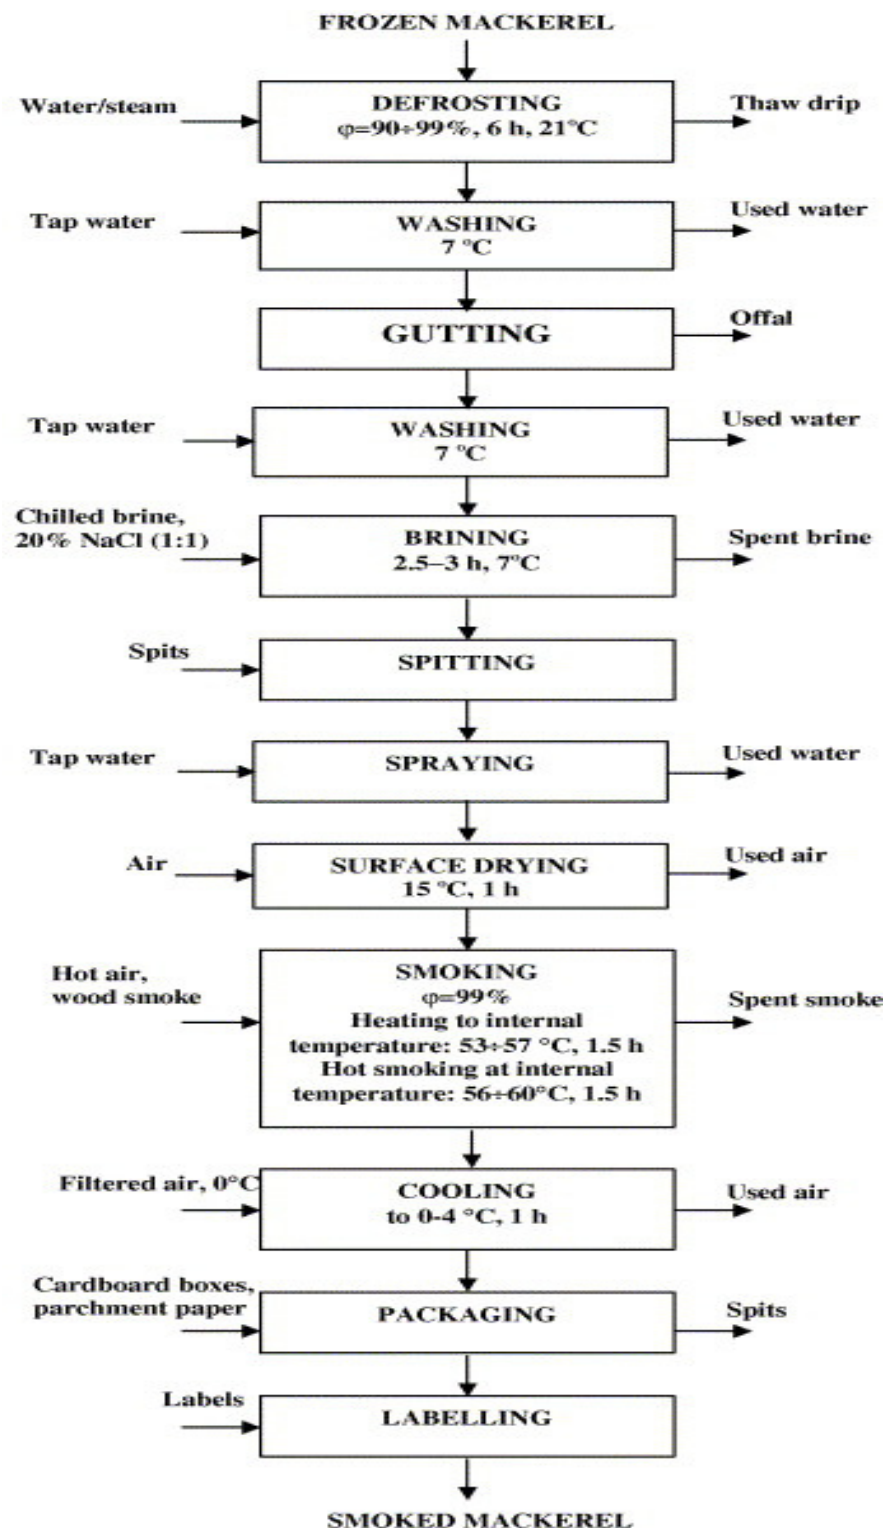 FROZEN MACKEREL
Water/steam
DEFROSTING
φ=90÷99%, 6 h, 21°C
Thaw drip
Tap water
WASHING
7 °C
Used water
GUTTING
Offal
Tap water
WASHING
7 °C
Used water
Chilled brine,
20% NaCl (1:1)
BRINING
2.5–3 h, 7°C
Spent brine
Spits
SPITTING
Tap water
SPRAYING
Used water
Air
SURFACE DRYING
15 °C, 1 h
Used air
Hot air,
wood smoke
SMOKING
φ=99%
Heating to internal
temperature: 53÷57 °C, 1.5 h
Hot smoking at internal
temperature: 56÷60°C, 1.5 h
Spent smoke
Filtered air, 0°C
COOLING
to 0-4 °C, 1 h
Used air
Cardboard boxes,
parchment paper
PACKAGING
Spits
Labels
LABELLING
SMOKED MACKEREL